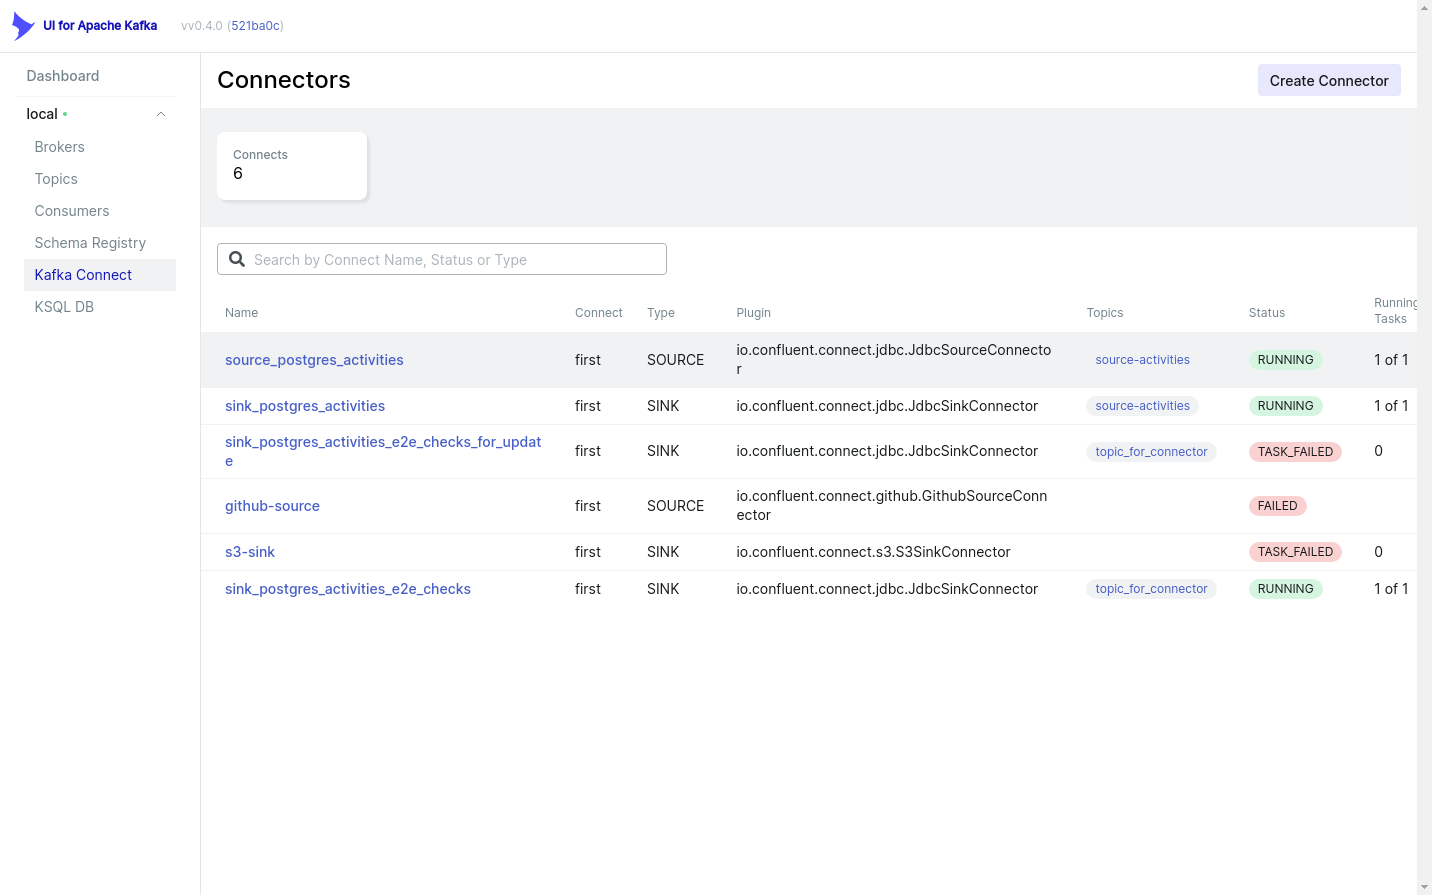 UI for Apache Kafka vv0.4.0 (521ba0c)
Dashboard
local
Brokers
Topics
Consumers
Schema Registry
Kafka Connect
KSQL DB
Connectors
Create Connector
Connects
6
Search by Connect Name, Status or Type
Name Connect Type Plugin Topics Status Running
Tasks
source_postgres_activities first SOURCE io.confluent.connect.jdbc.JdbcSourceConnecto source-activities RUNNING 1 of 1
r
sink_postgres_activities first SINK io.confluent.connect.jdbc.JdbcSinkConnector source-activities RUNNING 1 of 1
sink_postgres_activities_e2e_checks_for_updat first SINK io.confluent.connect.jdbc.JdbcSinkConnector topic_for_connector TASK_FAILED 0
e
github-source first SOURCE io.confluent.connect.github.GithubSourceConn FAILED
ector
s3-sink first SINK io.confluent.connect.s3.S3SinkConnector TASK_FAILED 0
sink_postgres_activities_e2e_checks first SINK io.confluent.connect.jdbc.JdbcSinkConnector topic_for_connector RUNNING 1 of 1